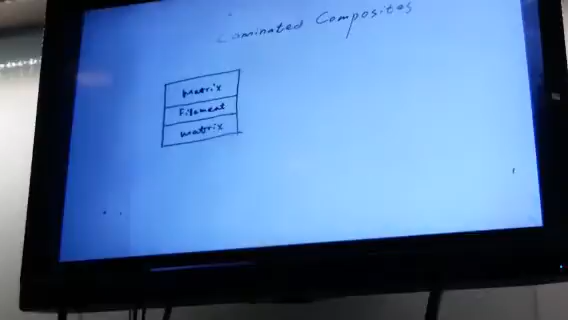 Laminated Composites
Matrix
Filament
Matrix